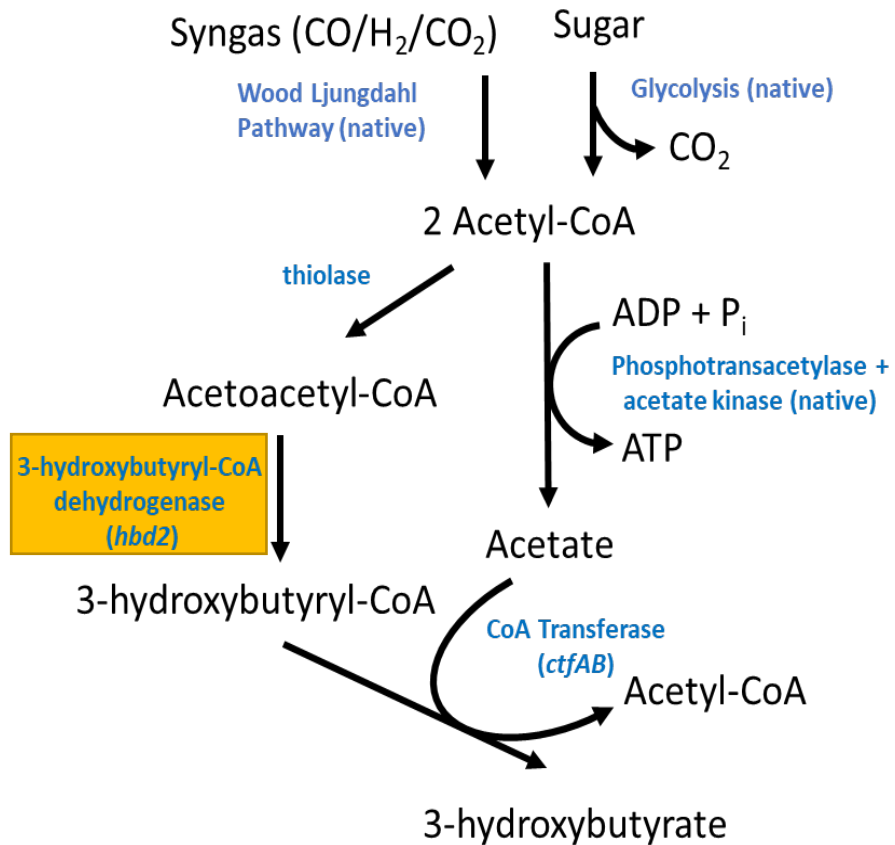 Syngas (CO/H₂/CO₂)
Sugar
Wood Ljungdahl
Pathway (native)
Glycolysis (native)
CO₂
2 Acetyl-CoA
thiolase
ADP + Pᵢ
Phosphotransacetylase +
acetate kinase (native)
ATP
Acetoacetyl-CoA
3-hydroxybutyryl-CoA
dehydrogenase
(hbd2)
Acetate
3-hydroxybutyryl-CoA
CoA Transferase
(ctfAB)
Acetyl-CoA
3-hydroxybutyrate